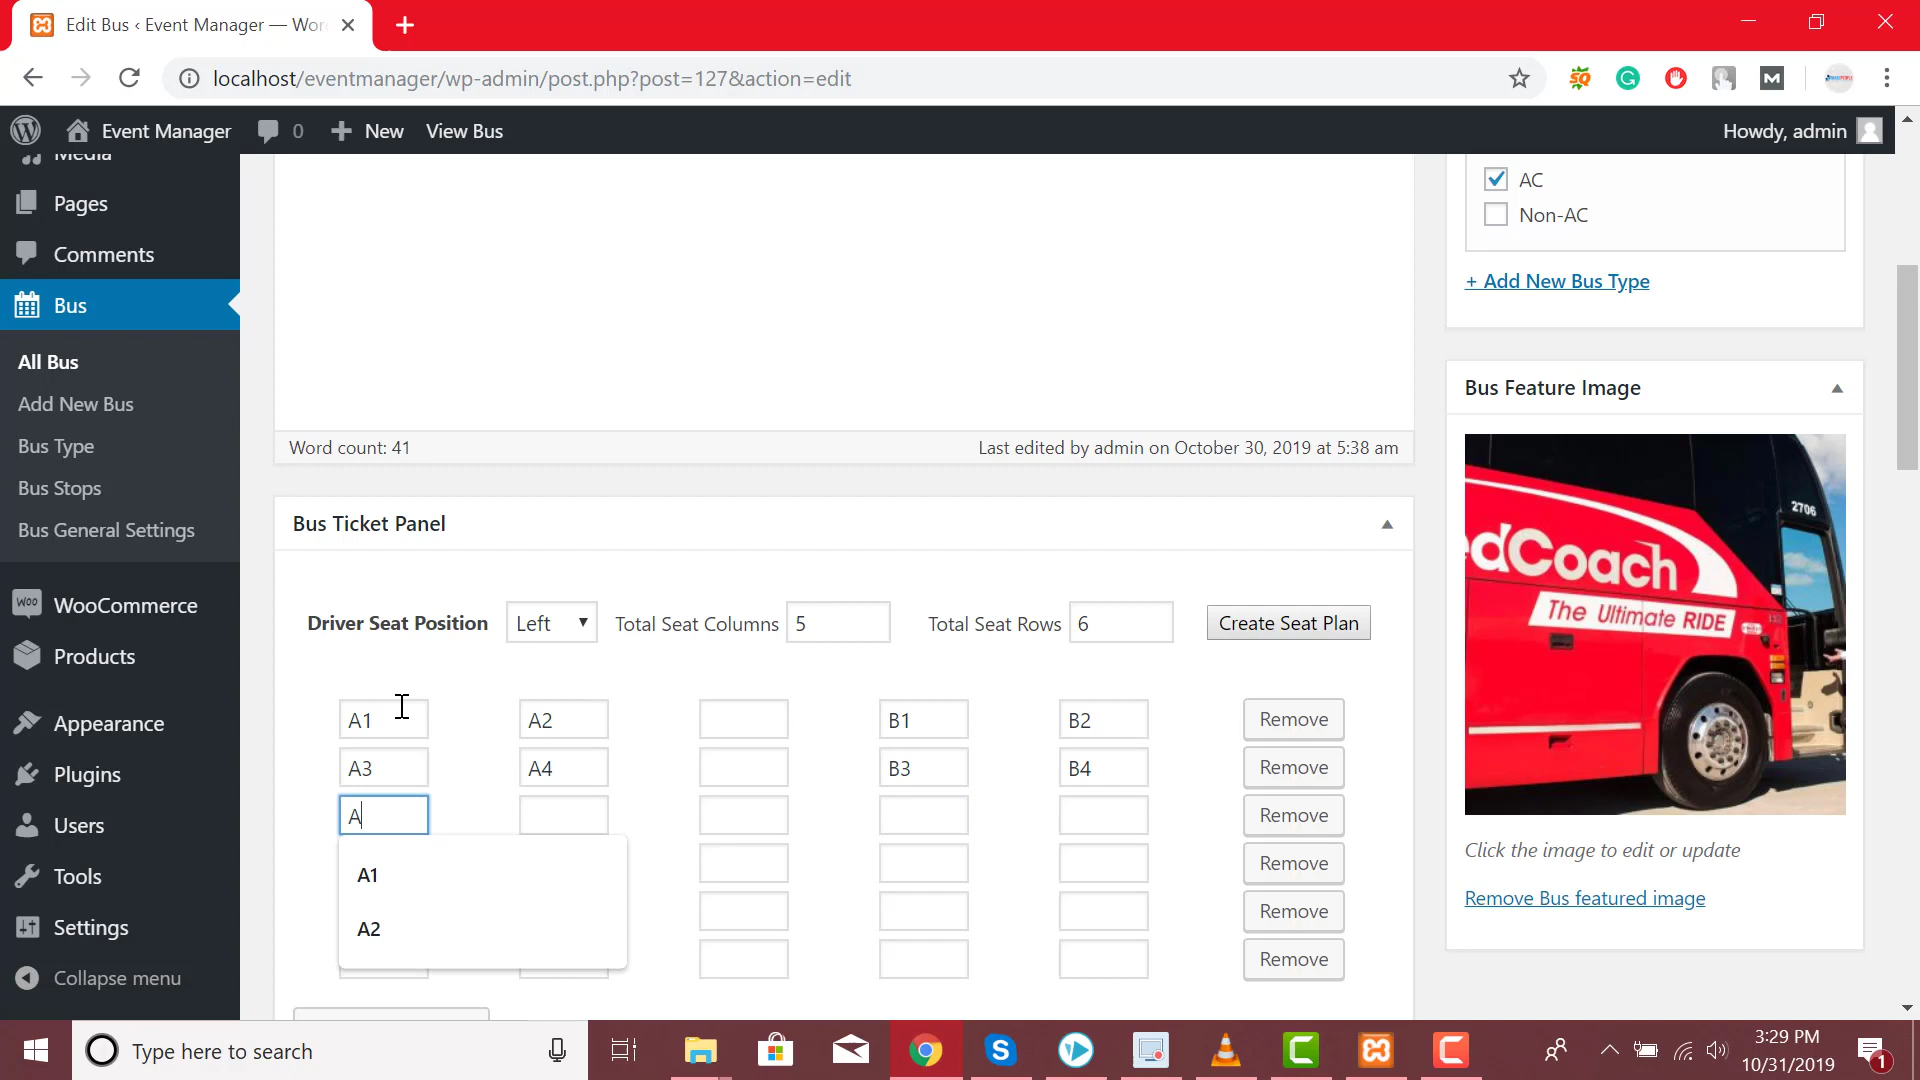 Edit Bus ‹ Event Manager — Wor
localhost/eventmanager/wp-admin/post.php?post=127&action=edit
Event Manager 0 New View Bus Howdy, admin
Media
Pages
Comments
Bus
All Bus
Add New Bus
Bus Type
Bus Stops
Bus General Settings
WooCommerce
Products
Appearance
Plugins
Users
Tools
Settings
Collapse menu
Word count: 41 Last edited by admin on October 30, 2019 at 5:38 am
Bus Ticket Panel
Driver Seat Position Left Total Seat Columns 5 Total Seat Rows 6 Create Seat Plan
A1 A2 B1 B2 Remove
A3 A4 B3 B4 Remove
A Remove
A1 Remove
A2 Remove
Remove
AC
Non-AC
+ Add New Bus Type
Bus Feature Image
2706
edCoach
The Ultimate RIDE
Click the image to edit or update
Remove Bus featured image
Type here to search
3:29 PM
10/31/2019
1